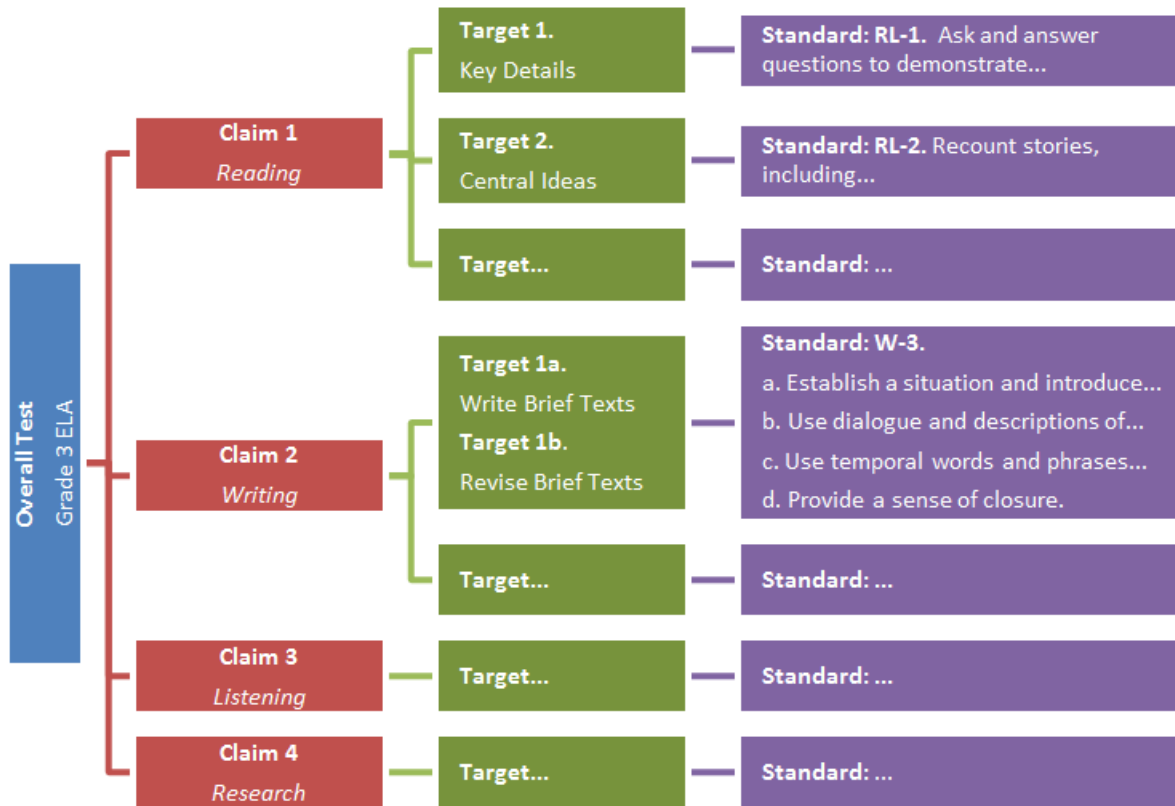 Overall Test
Grade 3 ELA
Claim 1
Reading
Target 1.
Key Details
Standard: RL-1. Ask and answer
questions to demonstrate...
Target 2.
Central Ideas
Standard: RL-2. Recount stories,
including...
Target...
Standard: ...
Claim 2
Writing
Target 1a.
Write Brief Texts
Target 1b.
Revise Brief Texts
Standard: W-3.
a. Establish a situation and introduce...
b. Use dialogue and descriptions of...
c. Use temporal words and phrases...
d. Provide a sense of closure.
Target...
Standard: ...
Claim 3
Listening
Target...
Standard: ...
Claim 4
Research
Target...
Standard: ...